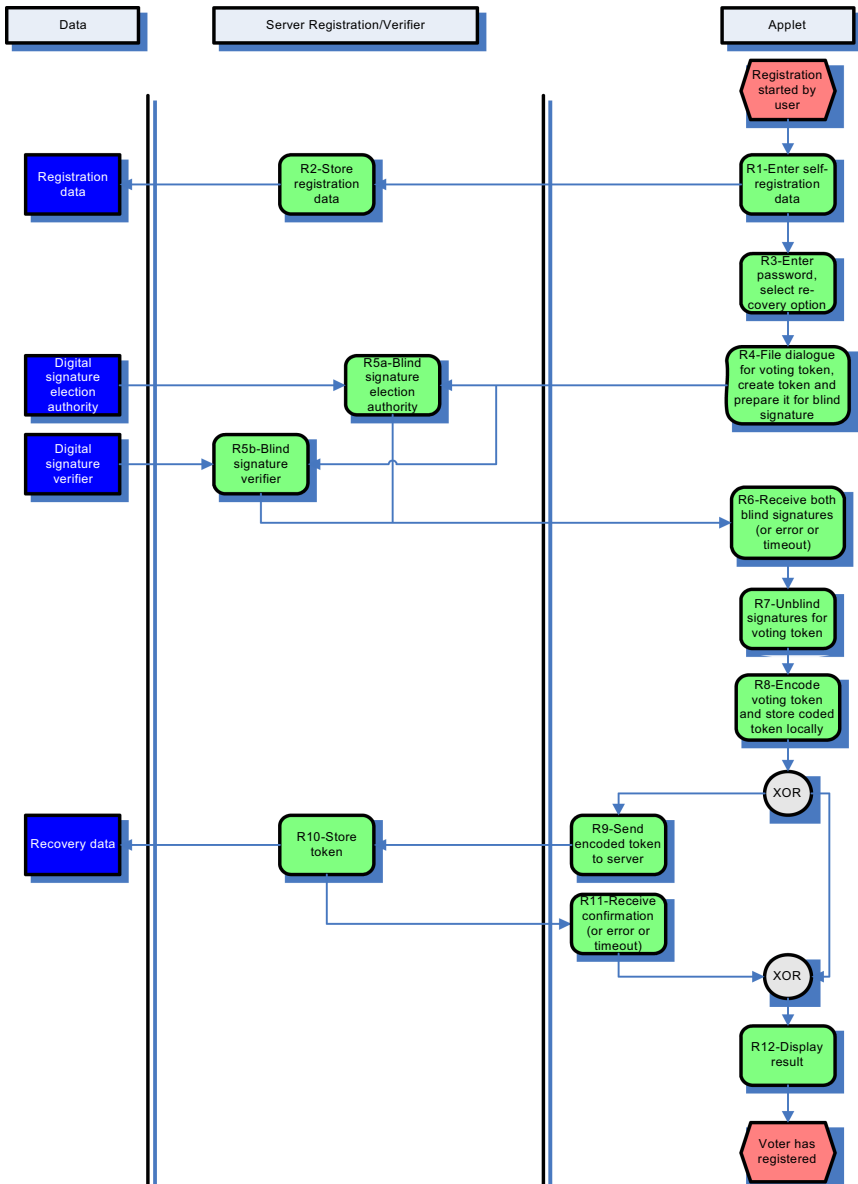 Data
Server Registration/Verifier
Applet
Registration
started by
user
Registration
data
R2-Store
registration
data
R1-Enter self-
registration
data
R3-Enter
password,
select re-
covery option
Digital
signature
election
authority
R5a-Blind
signature
election
authority
R4-File dialogue
for voting token,
create token and
prepare it for blind
signature
Digital
signature
verifier
R5b-Blind
signature
verifier
R6-Receive both
blind signatures
(or error or
timeout)
R7-Unblind
signatures for
voting token
R8-Encode
voting token
and store coded
token locally
XOR
Recovery data
R10-Store
token
R9-Send
encoded token
to server
R11-Receive
confirmation
(or error or
timeout)
XOR
R12-Display
result
Voter has
registered